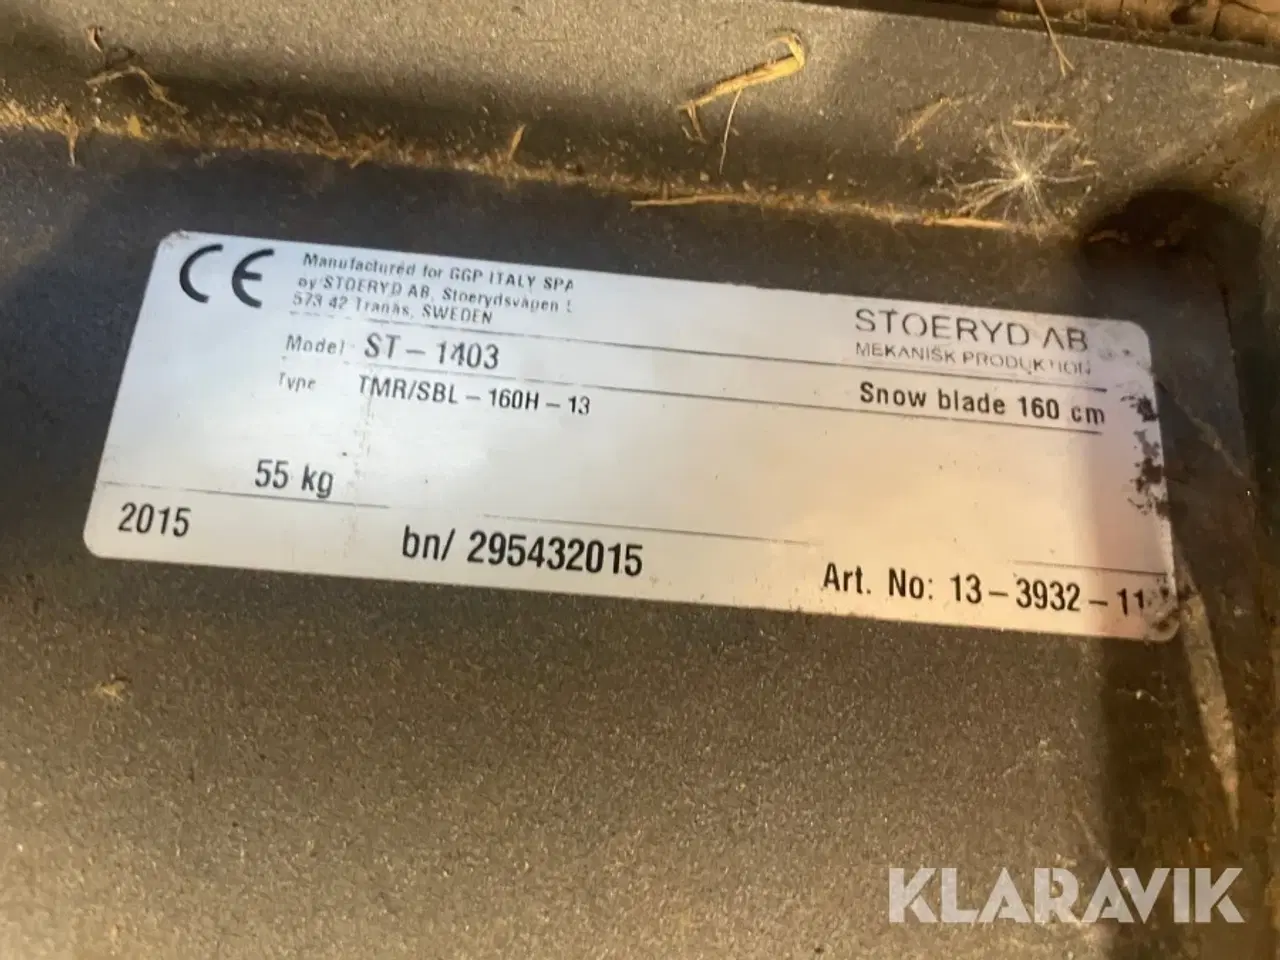 CE
Manufactured for GGP ITALY SPA
by STOERYD AB, Stoerydsvägen
573 42 Tranås, SWEDEN
STOERYD AB
MEKANISK PRODUKTION
Model ST-1403
Snow blade 160 cm
Type TMR/SBL-160H-13
55 kg
2015
bn/ 295432015
Art. No: 13-3932-11
KLARAVIK